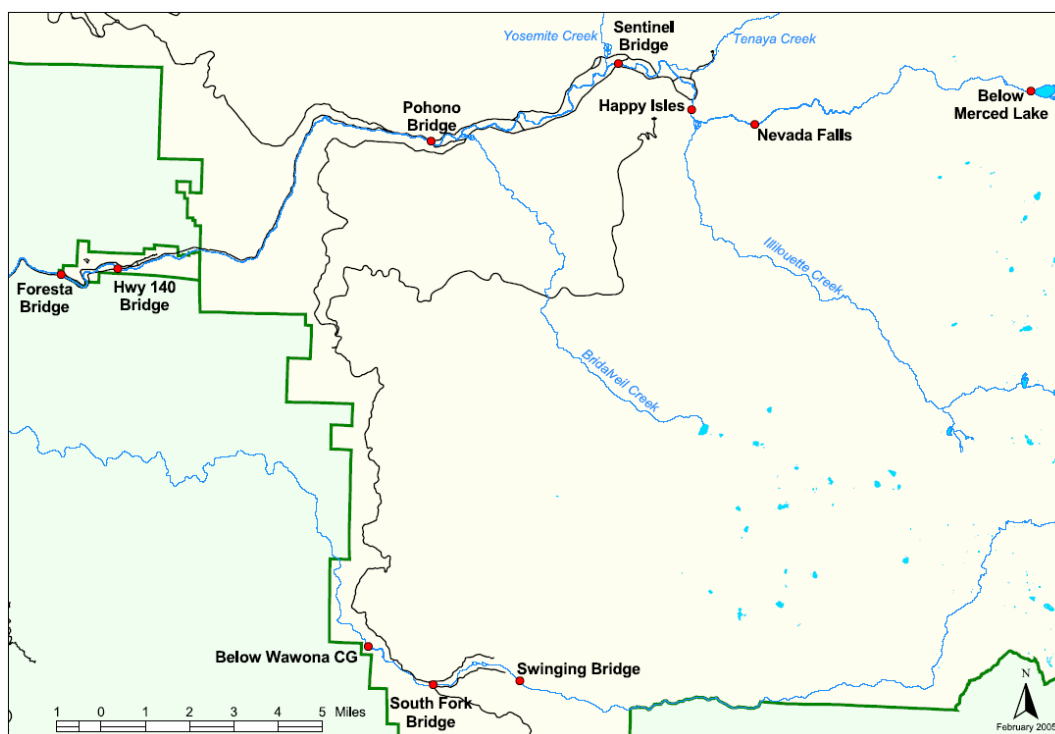 Sentinel
Bridge
Yosemite Creek
Tenaya Creek
Pohono
Bridge
Happy Isles
Below
Merced Lake
Nevada Falls
Illilouette Creek
Foresta
Bridge
Hwy 140
Bridge
Bridalveil Creek
Below Wawona CG
Swinging Bridge
South Fork
Bridge
1 0 1 2 3 4 5 Miles
N
February 2005